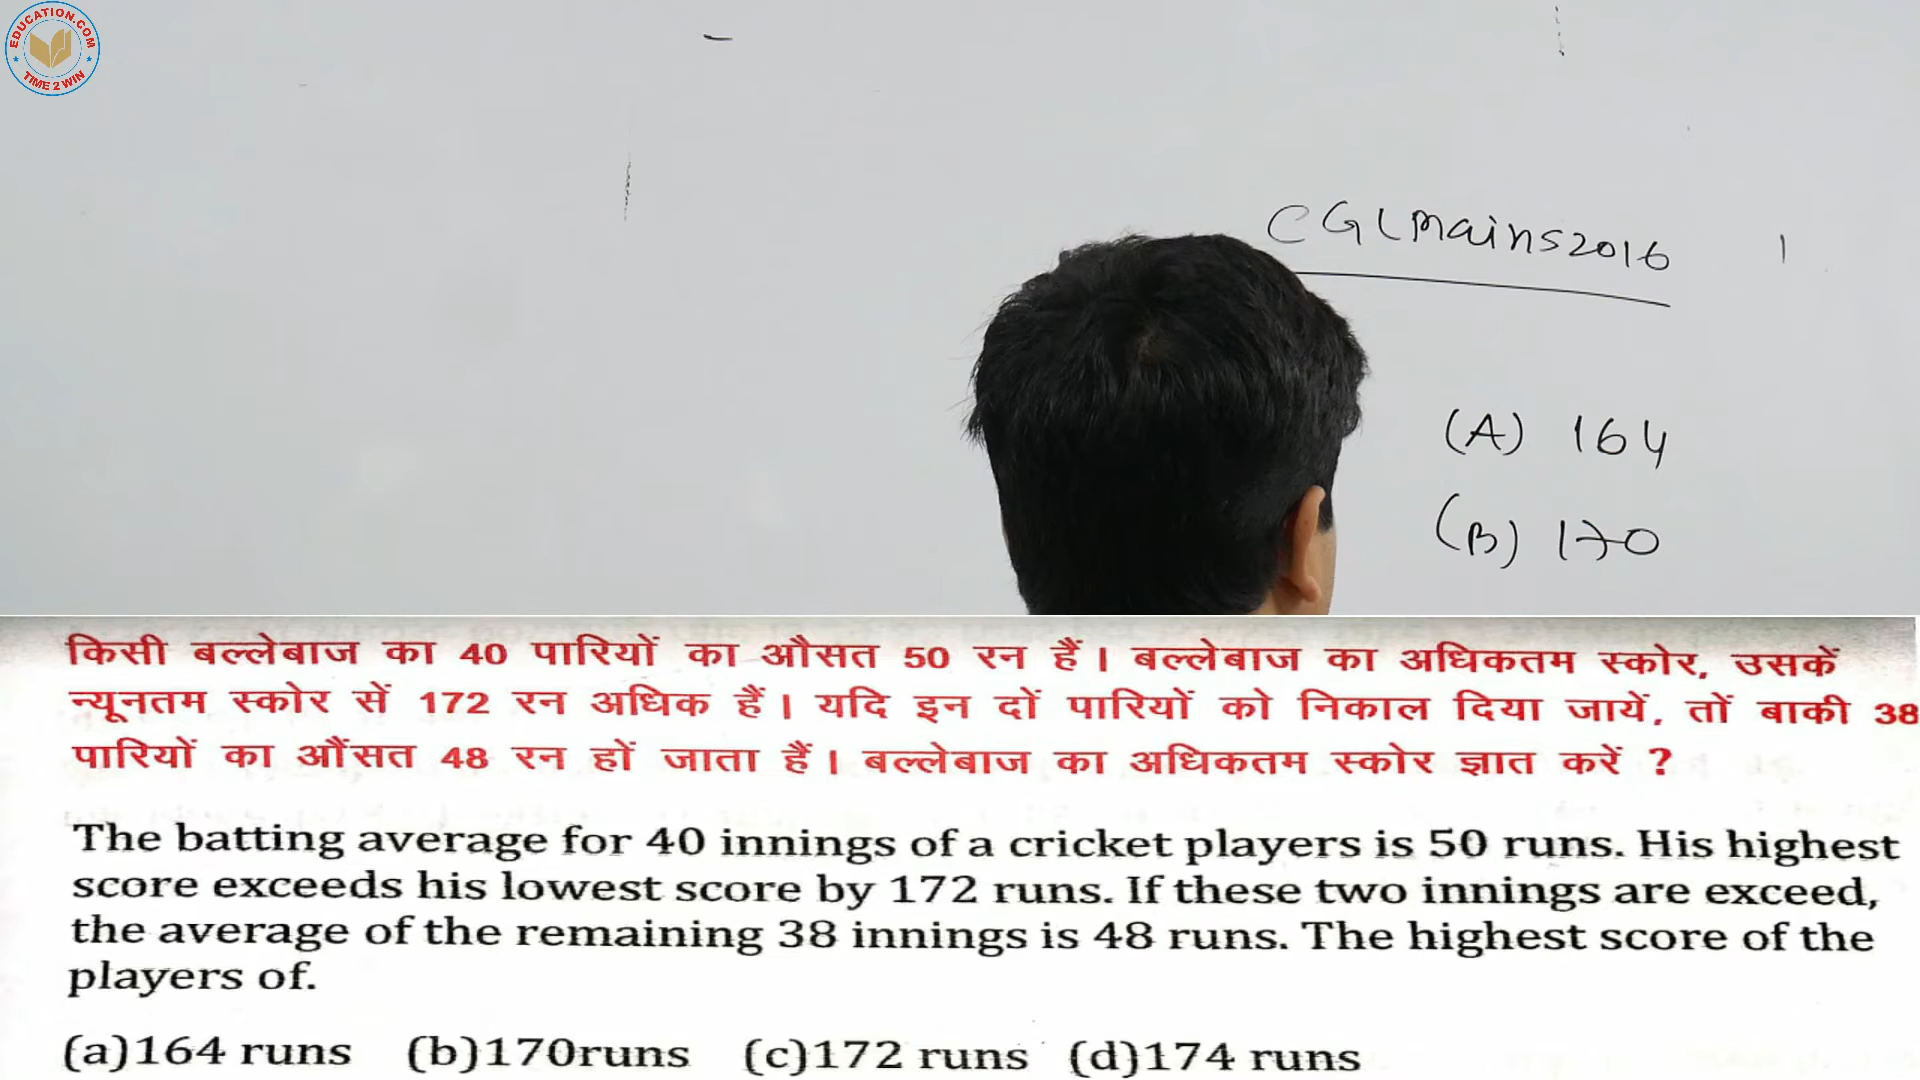 EDUCATION.COM
TIME 2 WIN
CGL mains 2016
(A) 164
(B) 170
किसी बल्लेबाज का 40 पारियों का औसत 50 रन हैं। बल्लेबाज का अधिकतम स्कोर, उसकें
न्यूनतम स्कोर सें 172 रन अधिक हैं। यदि इन दों पारियों को निकाल दिया जायें, तों बाकी 38
पारियों का औंसत 48 रन हों जाता हैं। बल्लेबाज का अधिकतम स्कोर ज्ञात करें ?
The batting average for 40 innings of a cricket players is 50 runs. His highest
score exceeds his lowest score by 172 runs. If these two innings are exceed,
the average of the remaining 38 innings is 48 runs. The highest score of the
players of.
(a)164 runs (b)170runs (c)172 runs (d)174 runs